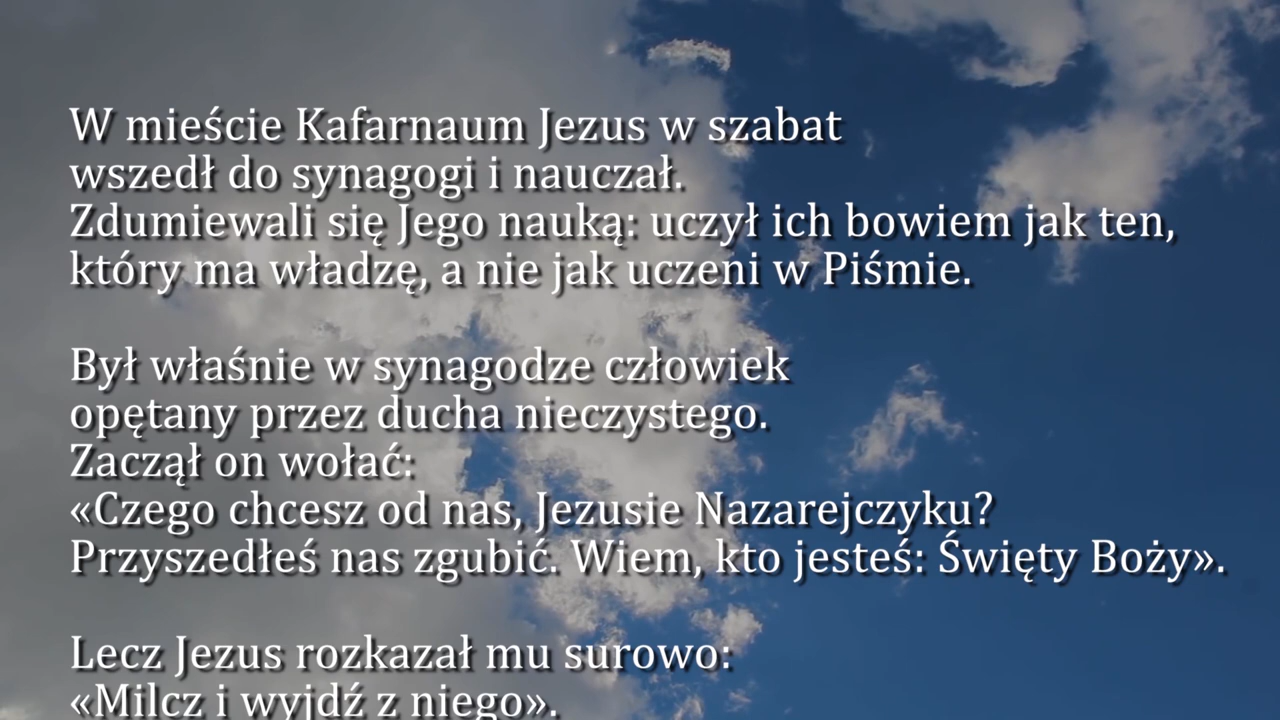 W mieście Kafarnaum Jezus w szabat
wszedł do synagogi i nauczał.
Zdumiewali się Jego nauką: uczył ich bowiem jak ten,
który ma władzę, a nie jak uczeni w Piśmie.
Był właśnie w synagodze człowiek
opętany przez ducha nieczystego.
Zaczął on wołać:
«Czego chcesz od nas, Jezusie Nazarejczyku?
Przyszedłeś nas zgubić. Wiem, kto jesteś: Święty Boży».
Lecz Jezus rozkazał mu surowo:
«Milcz i wyjdź z niego».